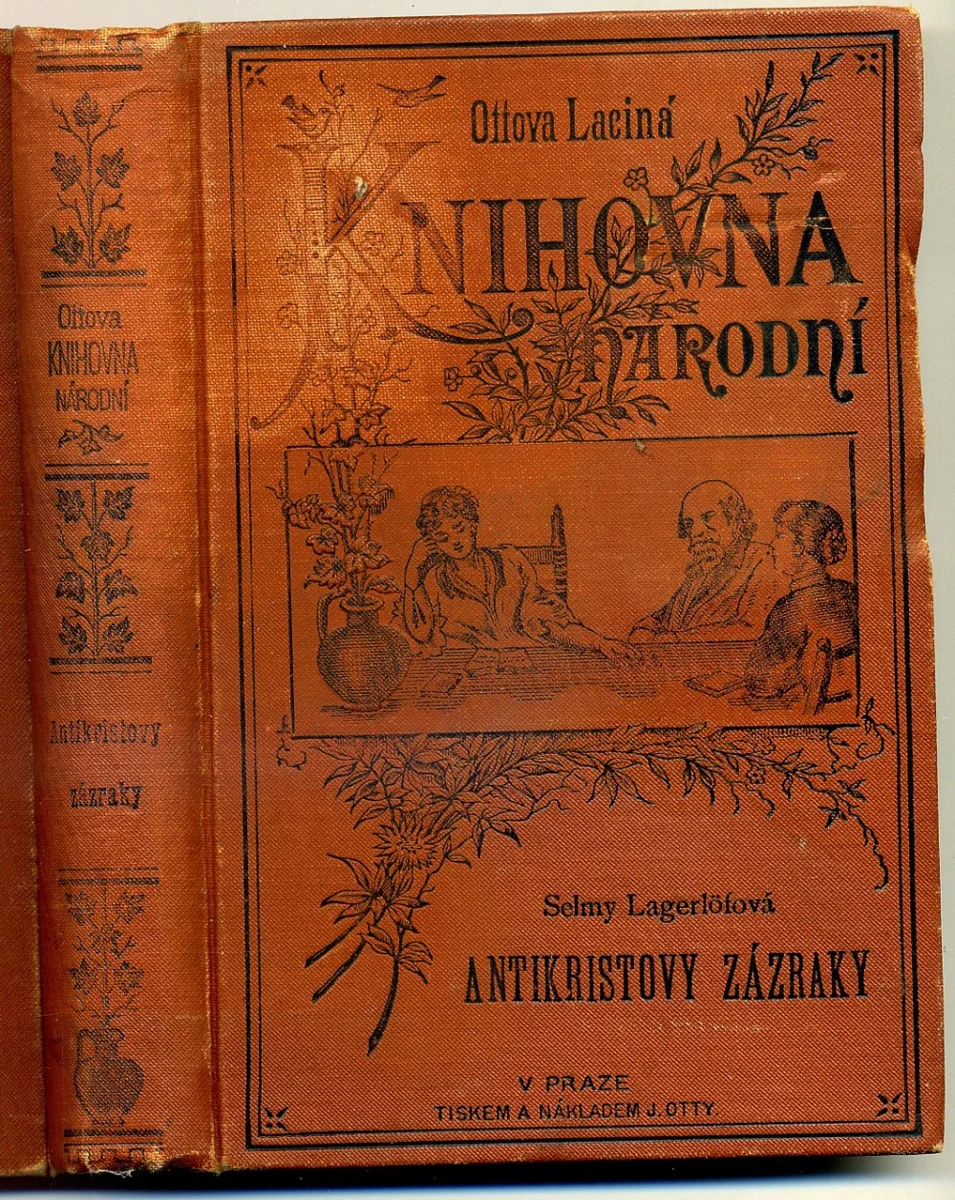 Ottova
KNIHOVNA
NÁRODNÍ
Antikristovy
zázraky
Ottova Laciná
KNIHOVNA
NÁRODNÍ
Selmy Lagerlöfová
ANTIKRISTOVY ZÁZRAKY
V PRAZE
TISKEM A NÁKLADEM J. OTTY.